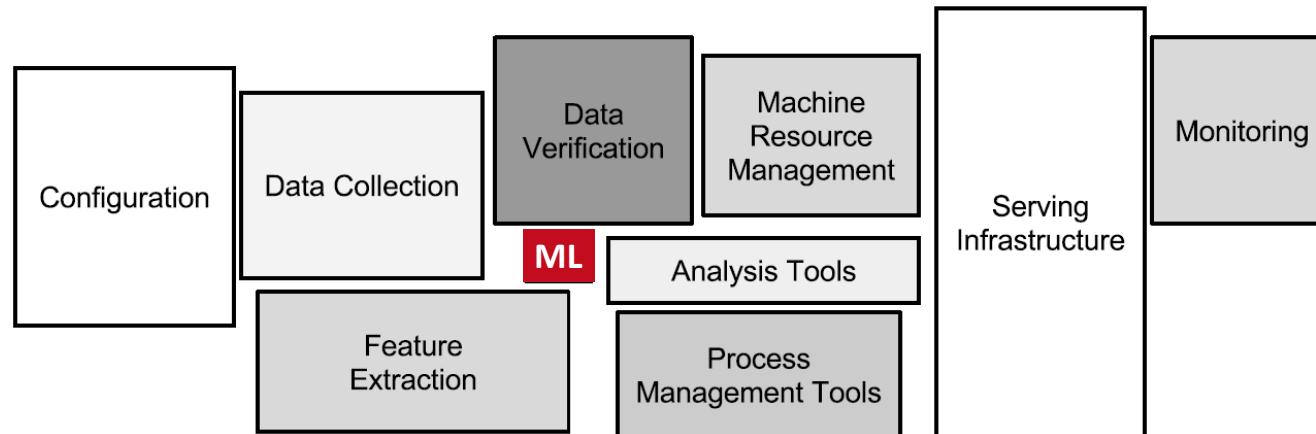 Configuration
Data Collection
Feature
Extraction
Data
Verification
ML
Machine
Resource
Management
Analysis Tools
Process
Management Tools
Serving
Infrastructure
Monitoring